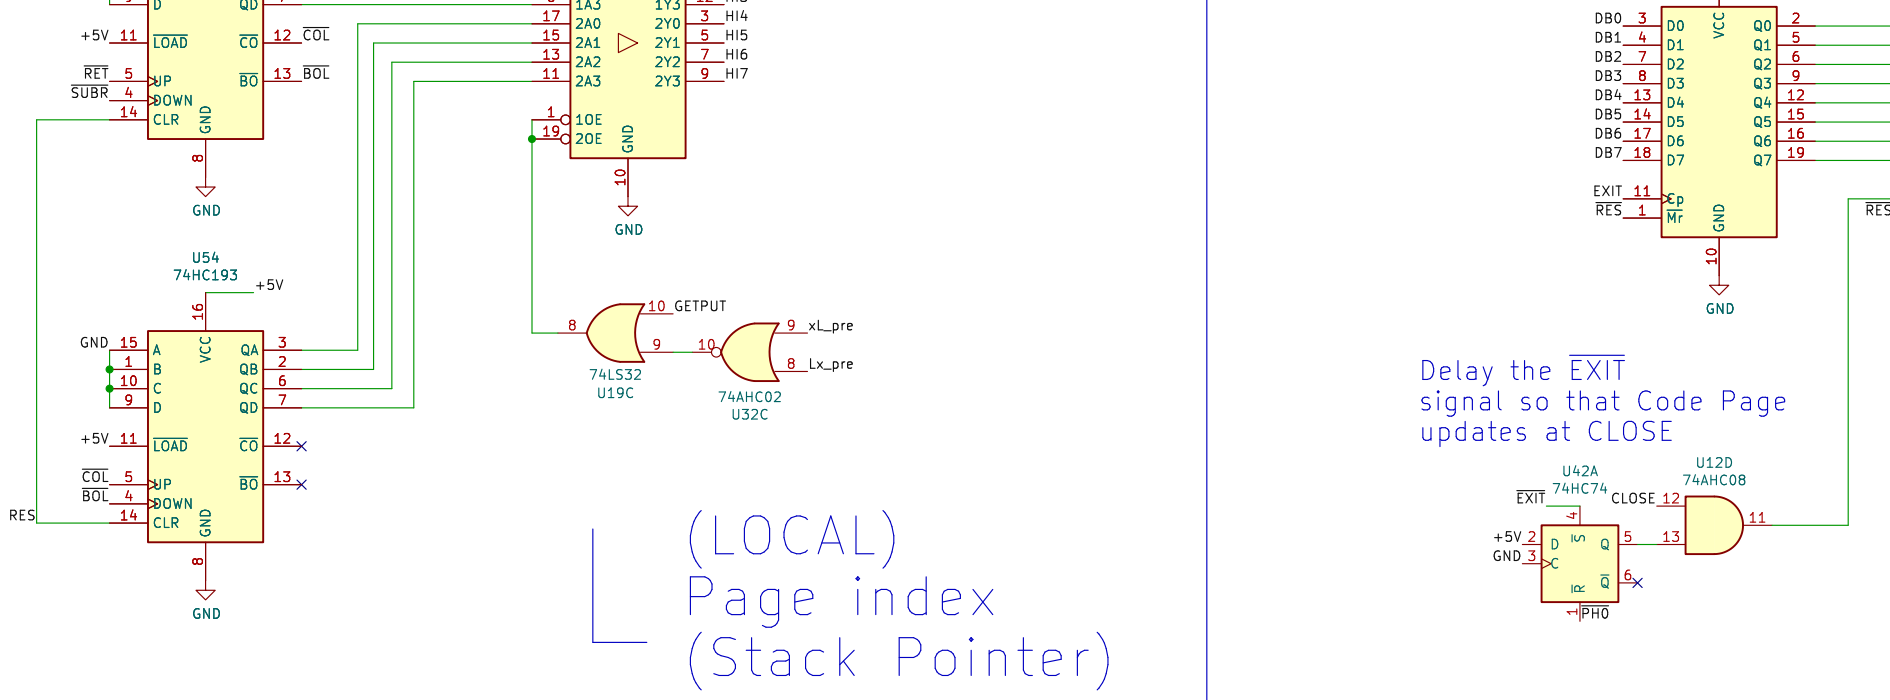 D QD 1A3 1Y3
17 2A0 2Y0 3 HI4
+5V 11 LOAD CO 12 COL 15 2A1 2Y1 5 HI5
13 2A2 2Y2 7 HI6
RET 5 UP BO 13 BOL 11 2A3 2Y3 9 HI7
SUBR 4 DOWN
14 CLR GND 1 1OE
19 2OE GND
8
10
GND
GND
U54
74HC193
+5V
16
GND 15 A VCC QA 3
1 B QB 2
10 C QC 6
9 D QD 7
+5V 11 LOAD CO 12
COL 5 UP BO 13
BOL 4 DOWN
RES 14 CLR GND
8
GND
8 10 GETPUT
9
74LS32
U19C
10 9 xL_pre
8 Lx_pre
74AHC02
U32C
(LOCAL)
Page index
(Stack Pointer)
VCC
DB0 3 D0 Q0 2
DB1 4 D1 Q1 5
DB2 7 D2 Q2 6
DB3 8 D3 Q3 9
DB4 13 D4 Q4 12
DB5 14 D5 Q5 15
DB6 17 D6 Q6 16
DB7 18 D7 Q7 19
EXIT 11 Cp
RES 1 Mr GND
RES
10
GND
Delay the EXIT
signal so that Code Page
updates at CLOSE
U42A
74HC74
U12D
74AHC08
EXIT 4 CLOSE 12
11
+5V 2 D S Q 5 13
GND 3 C
R Q 6
1 PH0